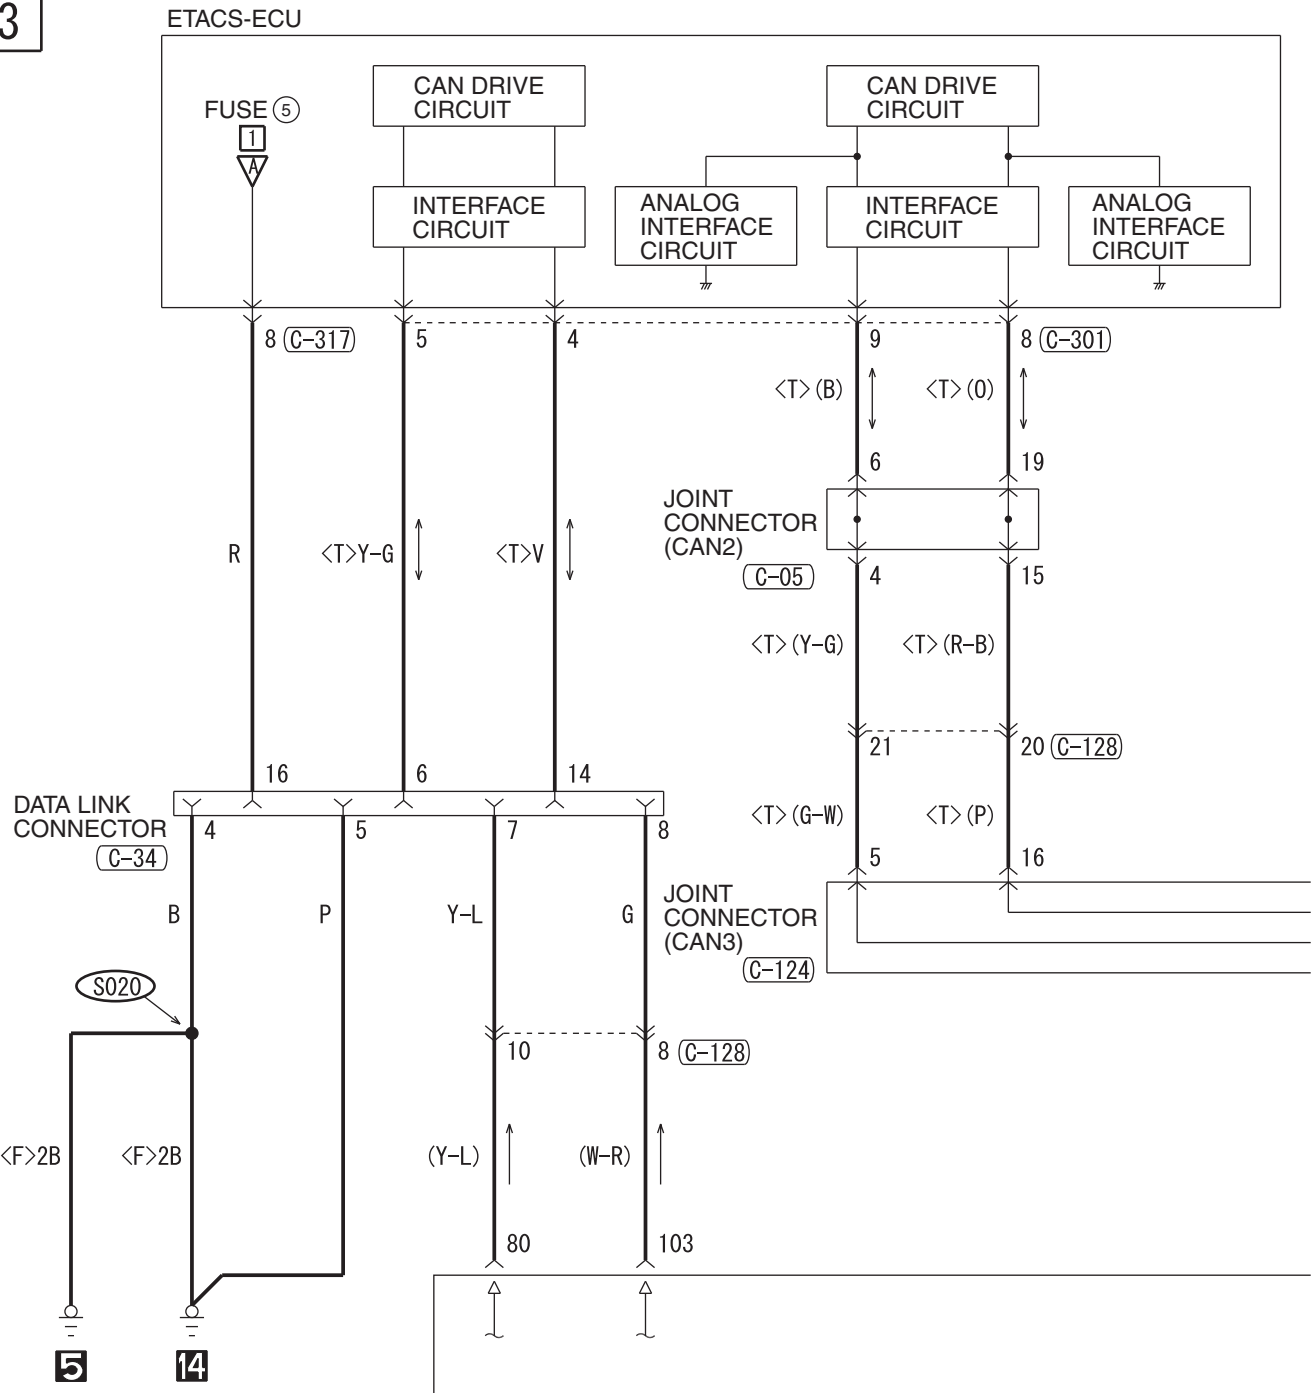 3
ETACS-ECU
FUSE 5
1
A
CAN DRIVE
CIRCUIT
CAN DRIVE
CIRCUIT
INTERFACE
CIRCUIT
ANALOG
INTERFACE
CIRCUIT
INTERFACE
CIRCUIT
ANALOG
INTERFACE
CIRCUIT
8 C-317 5 4 9 8 C-301
<T>(B) <T>(O)
6 19
JOINT
CONNECTOR
(CAN2)
C-05 4 15
R <T>Y-G <T>V
<T>(Y-G) <T>(R-B)
21 20 C-128
16 6 14
DATA LINK
CONNECTOR
C-34
4 5 7 8
<T>(G-W) <T>(P)
5 16
JOINT
CONNECTOR
(CAN3)
C-124
B P Y-L G
S020
10 8 C-128
<F>2B <F>2B (Y-L) (W-R)
80 103
5 14